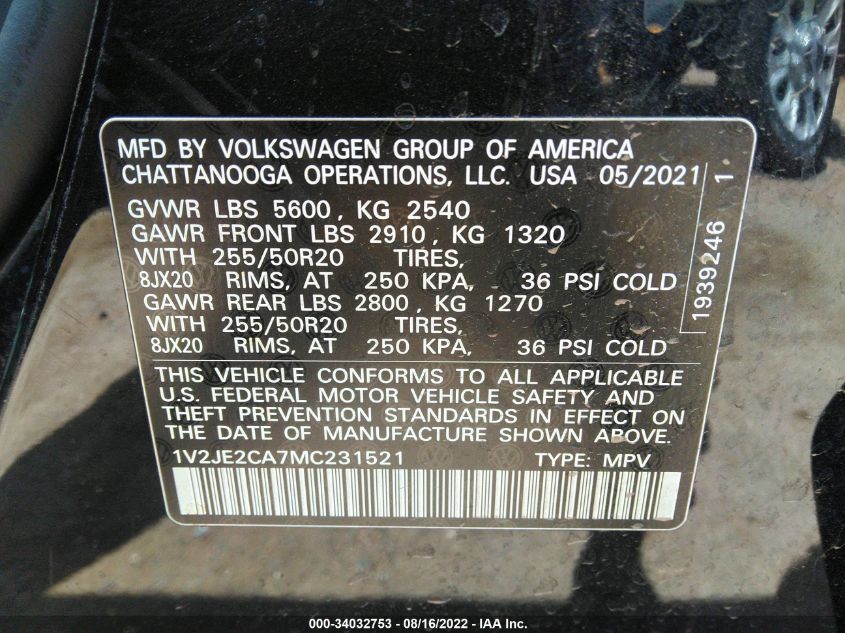 MFD BY VOLKSWAGEN GROUP OF AMERICA
CHATTANOOGA OPERATIONS, LLC. USA 05/2021
GVWR LBS 5600, KG 2540
GAWR FRONT LBS 2910, KG 1320
WITH 255/50R20 TIRES,
8JX20 RIMS, AT 250 KPA, 36 PSI COLD
GAWR REAR LBS 2800, KG 1270
WITH 255/50R20 TIRES,
8JX20 RIMS, AT 250 KPA, 36 PSI COLD
1939246 1
THIS VEHICLE CONFORMS TO ALL APPLICABLE
U.S. FEDERAL MOTOR VEHICLE SAFETY AND
THEFT PREVENTION STANDARDS IN EFFECT ON
THE DATE OF MANUFACTURE SHOWN ABOVE.
1V2JE2CA7MC231521 TYPE: MPV
000-34032753 - 08/16/2022 - IAA Inc.